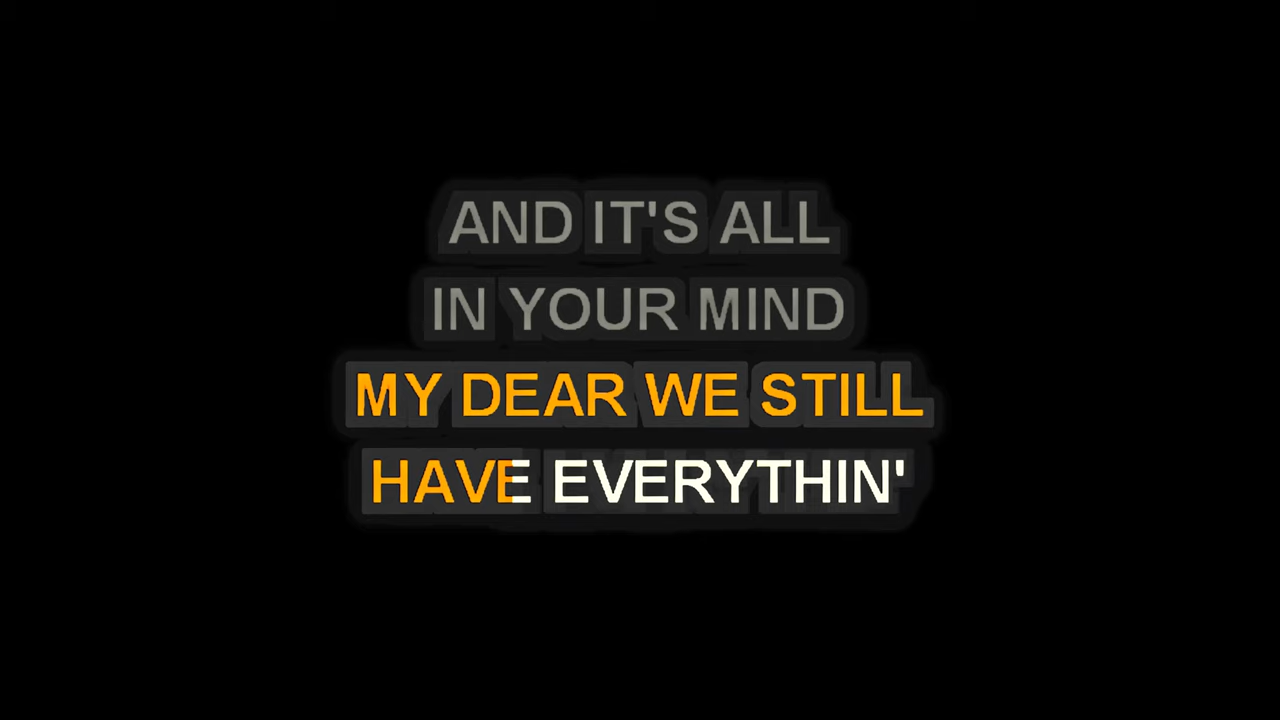 AND IT'S ALL
IN YOUR MIND
MY DEAR WE STILL
HAVE EVERYTHIN'